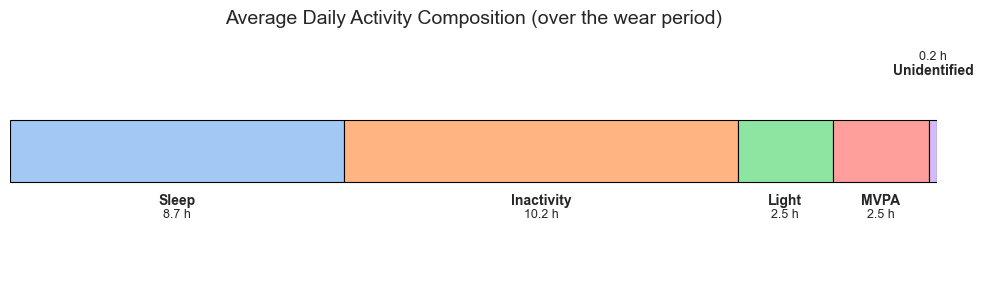 Average Daily Activity Composition (over the wear period)
0.2 h
Unidentified
Sleep
8.7 h
Inactivity
10.2 h
Light
2.5 h
MVPA
2.5 h